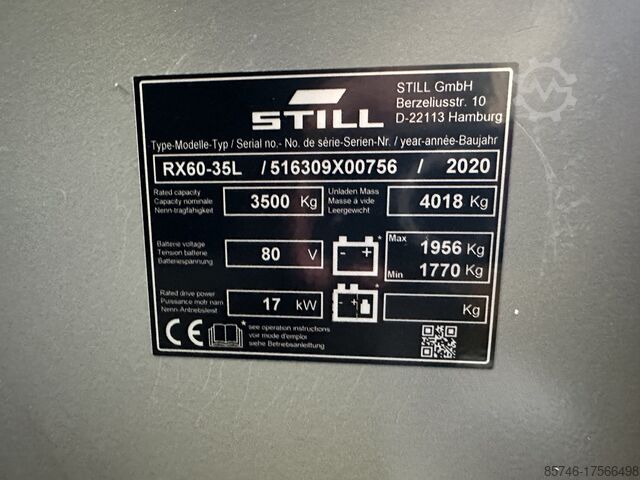 STILL
STILL GmbH
Berzeliusstr. 10
D-22113 Hamburg
Type-Modelle-Typ / Serial no.- No. de série-Serien-Nr. / year-année-Baujahr
RX60-35L / 516309X00756 / 2020
Rated capacity
Capacity nominale
Nenn-tragfähigkeit
3500 Kg
Unladen Mass
Masse à vide
Leergewicht
4018 Kg
Batterie voltage
Tension batterie
Batteriespannung
80 V
- + *
Max 1956 Kg
Min 1770 Kg
Rated drive power
Puissance motr nom
Nenn-Antriebsleist
17 kW
- + *
Kg
CE
* see operation instructions
voir mode d'emploi
siehe Betriebsanleitung
85746-17566498